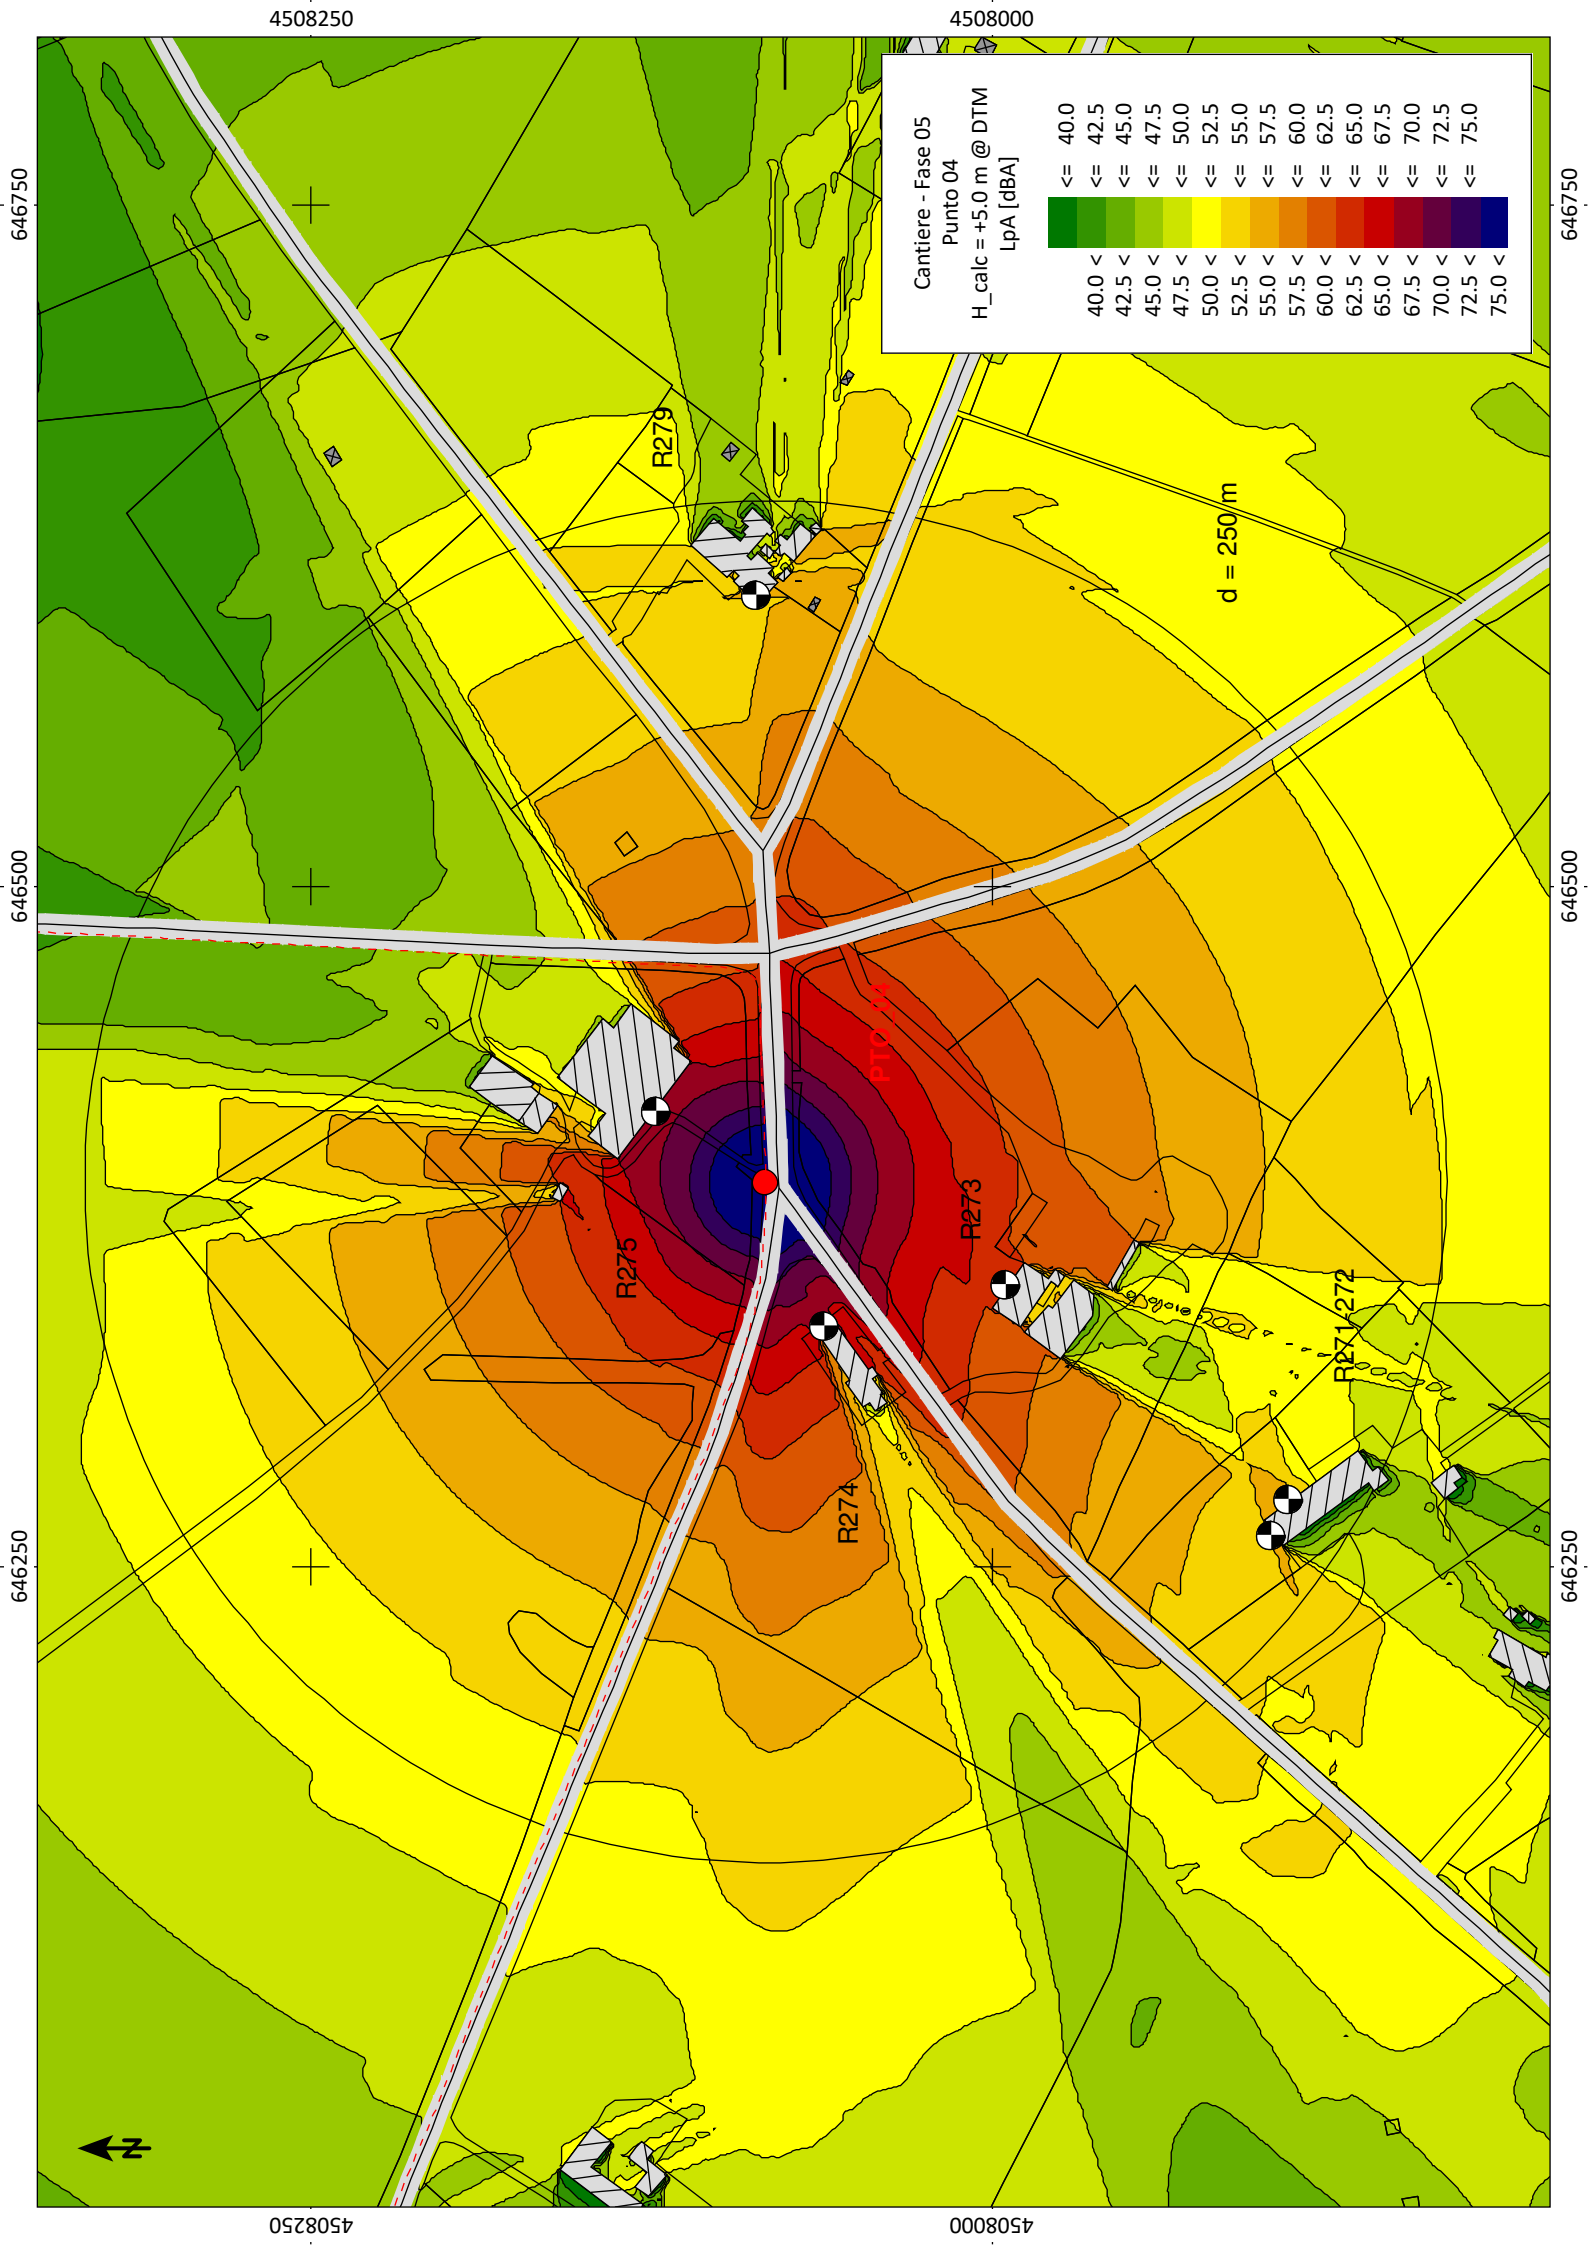 4508250
4508000
646750
646500
646250
646750
646500
646250
4508250
4508000
Cantiere - Fase 05
Punto 04
H_calc = +5.0 m @ DTM
LpA [dBA]
<= 40.0
40.0 < <= 42.5
42.5 < <= 45.0
45.0 < <= 47.5
47.5 < <= 50.0
50.0 < <= 52.5
52.5 < <= 55.0
55.0 < <= 57.5
57.5 < <= 60.0
60.0 < <= 62.5
62.5 < <= 65.0
65.0 < <= 67.5
67.5 < <= 70.0
70.0 < <= 72.5
72.5 < <= 75.0
75.0 <
R279
d = 250 m
PTO_04
R273
R275
R271-272
R274
N